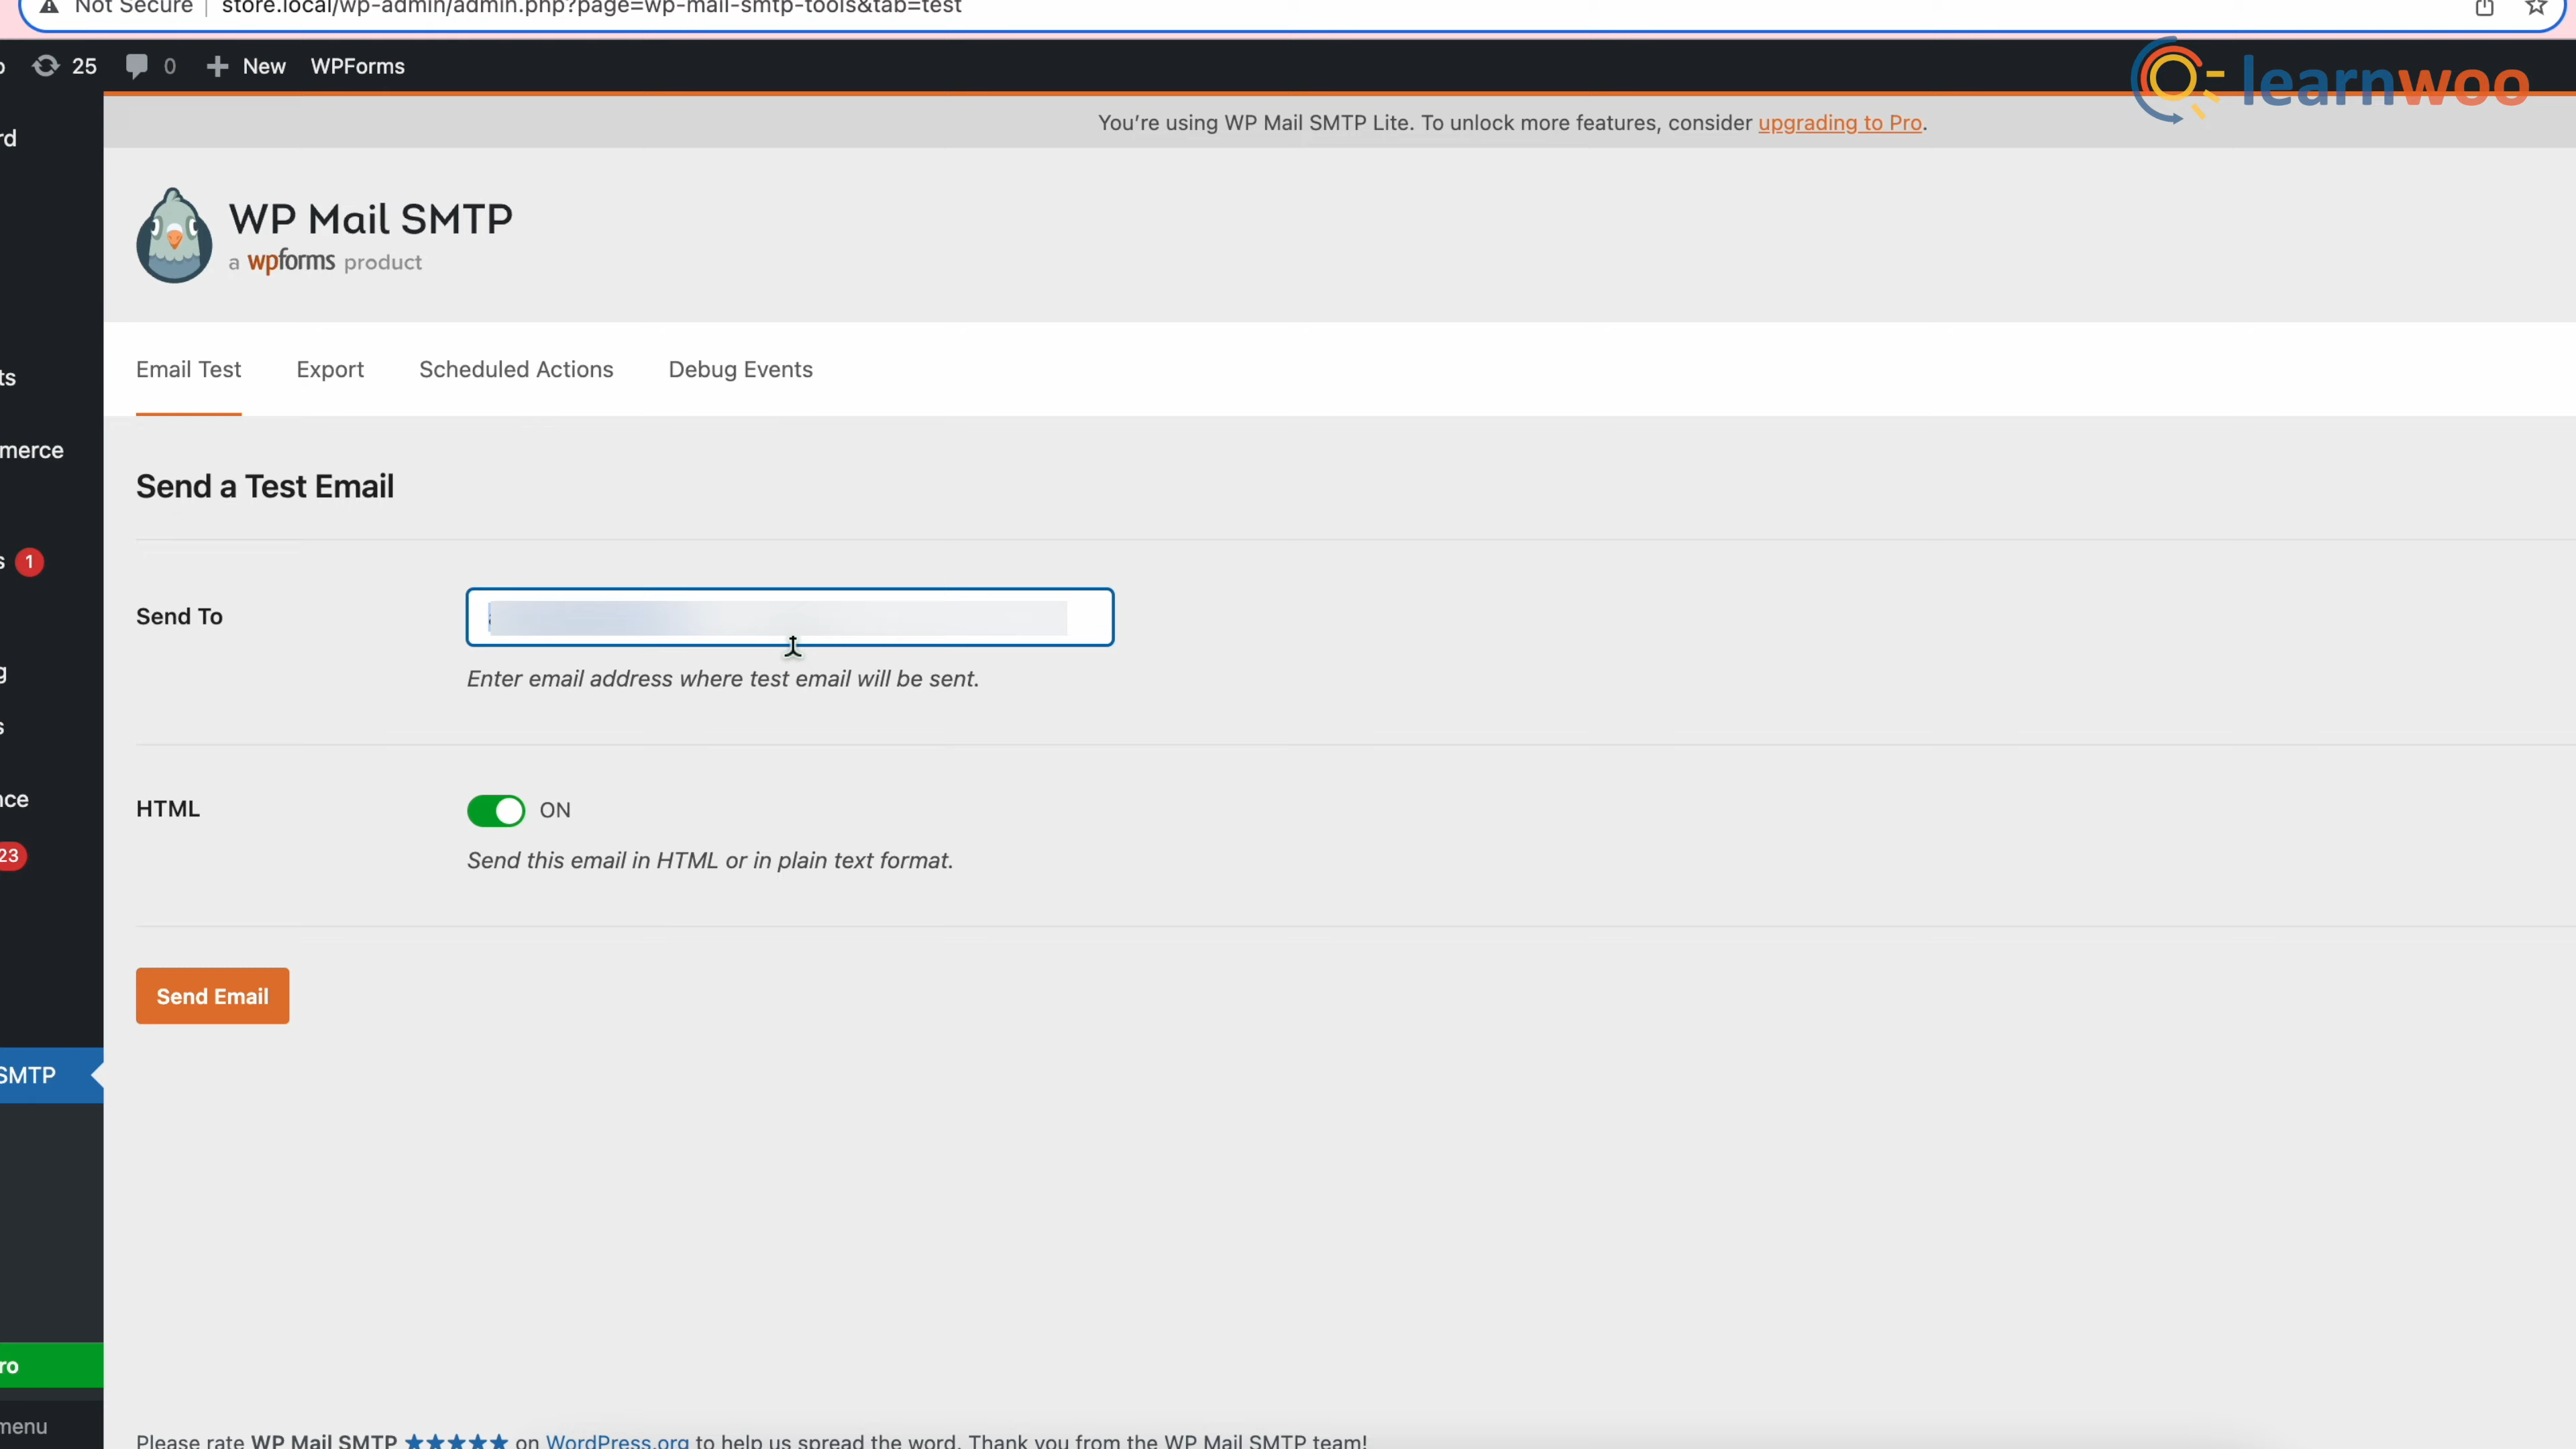 Not Secure | store.local/wp-admin/admin.php?page=wp-mail-smtp-tools&tab=test
25 0 + New WPForms
learnwoo
You're using WP Mail SMTP Lite. To unlock more features, consider upgrading to Pro.
rd
WP Mail SMTP
a wpforms product
Email Test Export Scheduled Actions Debug Events
ts
merce
Send a Test Email
s 1
Send To
Enter email address where test email will be sent.
g
s
nce
HTML ON
Send this email in HTML or in plain text format.
23
Send Email
SMTP
ro
menu
Please rate WP Mail SMTP ★★★★★ on WordPress.org to help us spread the word. Thank you from the WP Mail SMTP team!